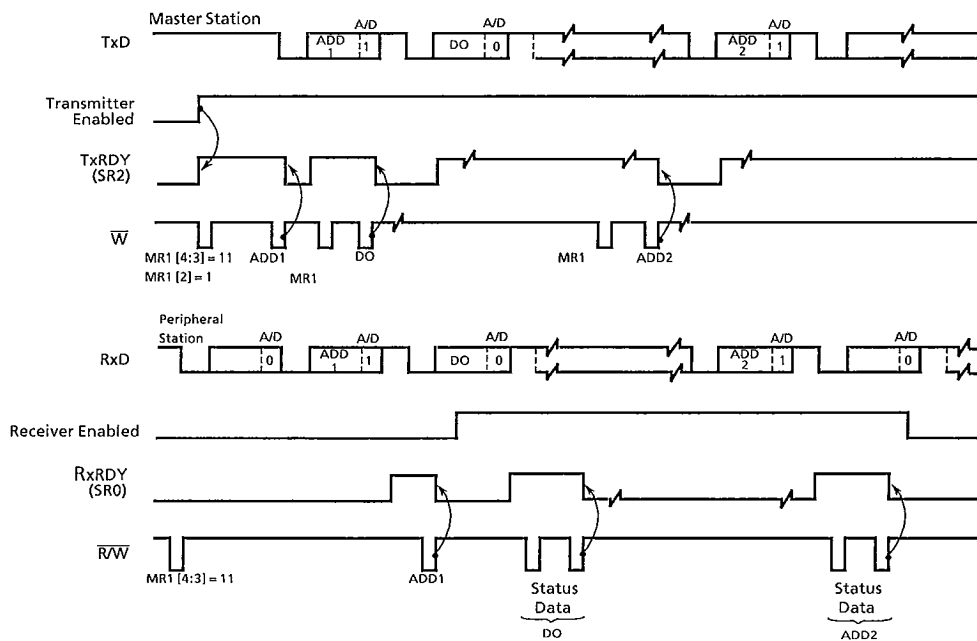 Master Station
A/D A/D A/D
TxD ADD 1 1 DO 0 ADD 2 1
Transmitter
Enabled
TxRDY
(SR2)
W
MR1 [4:3] = 11 ADD1 DO MR1 ADD2
MR1 [2] = 1 MR1
Peripheral
Station A/D A/D A/D A/D A/D
RxD 0 ADD 1 1 DO 0 ADD 2 1 0
Receiver Enabled
RxRDY
(SR0)
R/W
MR1 [4:3] = 11 ADD1
Status Status
Data Data
DO ADD2